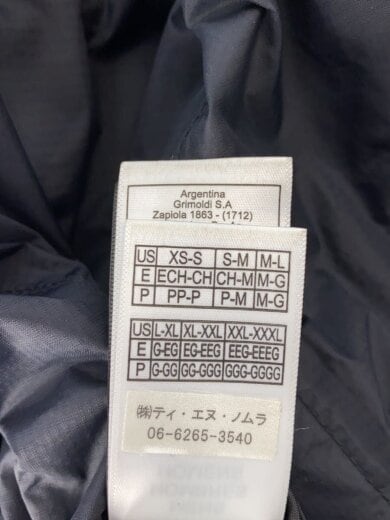 Argentina
Grimoldi S.A
Zapiola 1863 - (1712)
US XS-S S-M M-L
E ECH-CH CH-M M-G
P PP-P P-M M-G
US L-XL XL-XXL XXL-XXXL
E G-EG EG-EEG EEG-EEEG
P G-GG GG-GGG GGG-GGGG
㈱ティ・エヌ・ノムラ
06-6265-3540